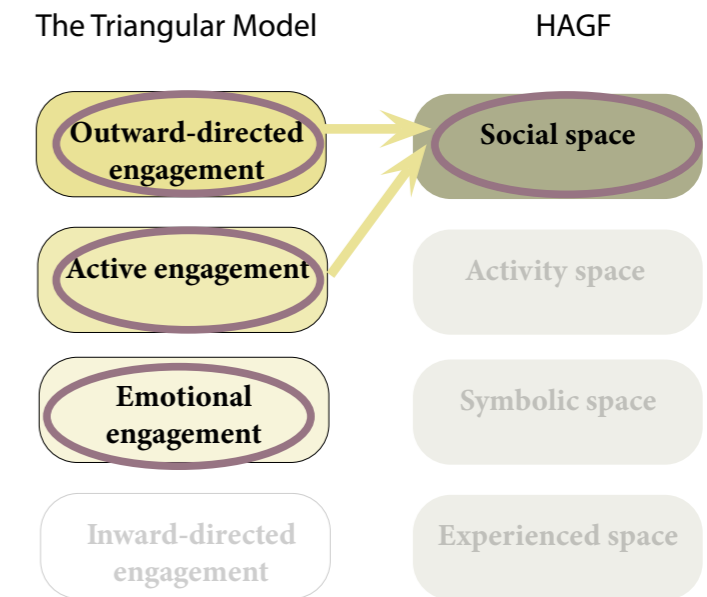 The Triangular Model
HAGF
Outward-directed
engagement
Social space
Active engagement
Activity space
Emotional
engagement
Symbolic space
Inward-directed
engagement
Experienced space